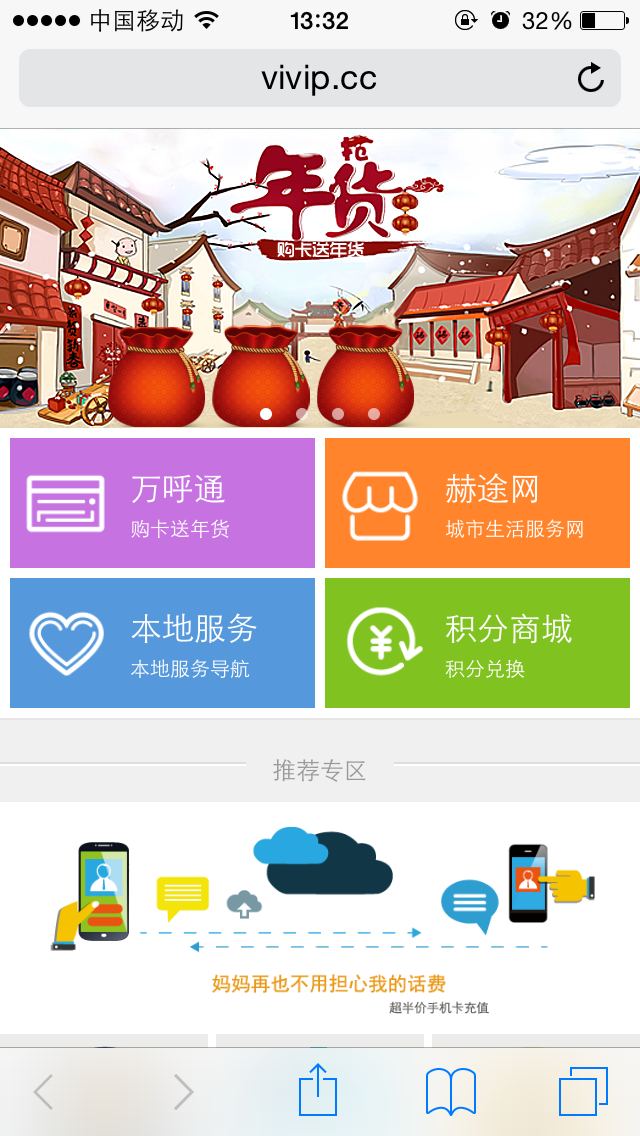 中国移动 13:32 32%
vivip.cc
抢
年货
购卡送年货
万呼通
购卡送年货
赫途网
城市生活服务网
本地服务
本地服务导航
积分商城
积分兑换
推荐专区
妈妈再也不用担心我的话费
超半价手机卡充值